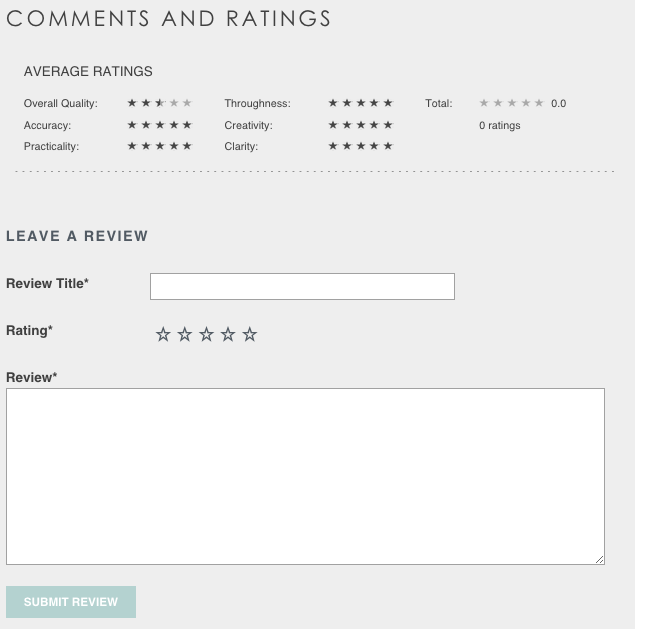 COMMENTS AND RATINGS
AVERAGE RATINGS
Overall Quality: Throughness: Total: 0.0
Accuracy: Creativity: 0 ratings
Practicality: Clarity:
LEAVE A REVIEW
Review Title*
Rating*
Review*
SUBMIT REVIEW